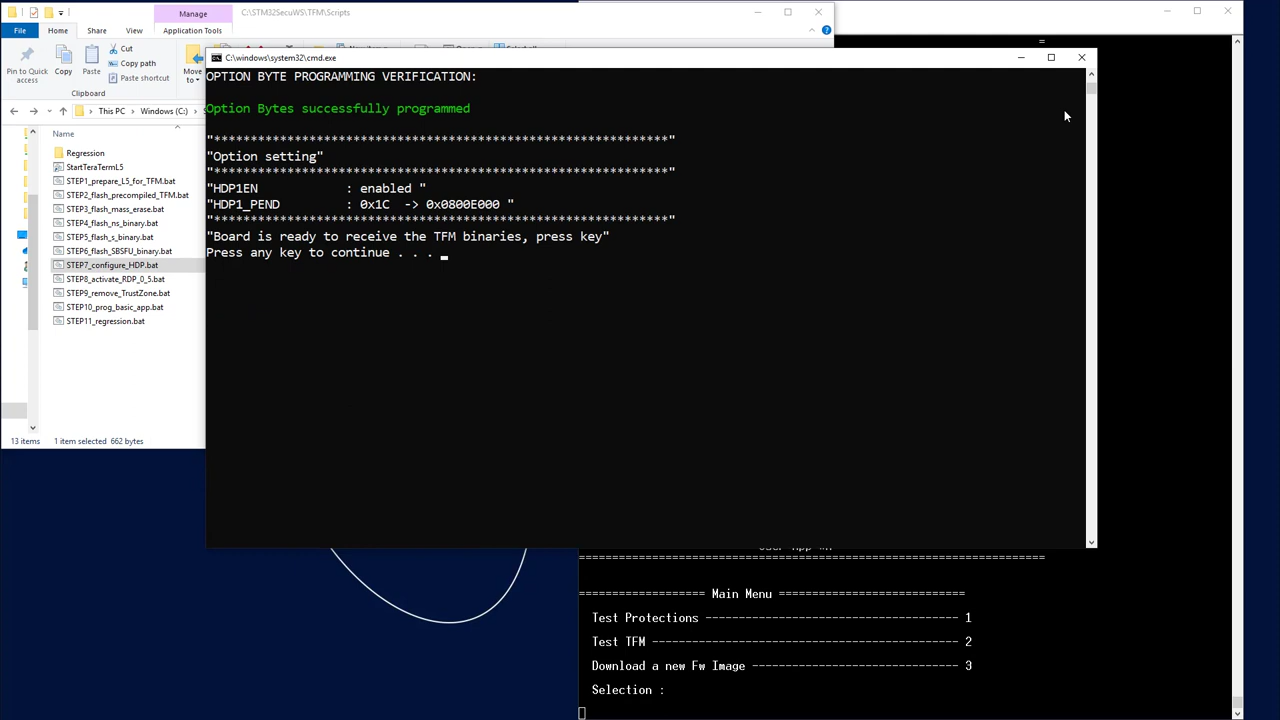 Manage
C:\STM32SecuWS\TFM\Scripts
File
Home
Share
View
Application Tools
Pin to Quick
access
Copy
Paste
Cut
Copy path
Paste shortcut
Move
to
Clipboard
This PC
Windows (C:)
Name
Regression
StartTeraTermL5
STEP1_prepare_L5_for_TFM.bat
STEP2_flash_precompiled_TFM.bat
STEP3_flash_mass_erase.bat
STEP4_flash_ns_binary.bat
STEP5_flash_s_binary.bat
STEP6_flash_SBSFU_binary.bat
STEP7_configure_HDP.bat
STEP8_activate_RDP_0_5.bat
STEP9_remove_TrustZone.bat
STEP10_prog_basic_app.bat
STEP11_regression.bat
13 items 1 item selected 662 bytes
C:\windows\system32\cmd.exe
OPTION BYTE PROGRAMMING VERIFICATION:
Option Bytes successfully programmed
"***************************************************************"
"Option setting"
"***************************************************************"
"HDP1EN : enabled "
"HDP1_PEND : 0x1C -> 0x0800E000 "
"***************************************************************"
"Board is ready to receive the TFM binaries, press key"
Press any key to continue . . .
=
======================================================================
=================== Main Menu ============================
Test Protections -------------------------------------- 1
Test TFM ---------------------------------------------- 2
Download a new Fw Image ------------------------------- 3
Selection :